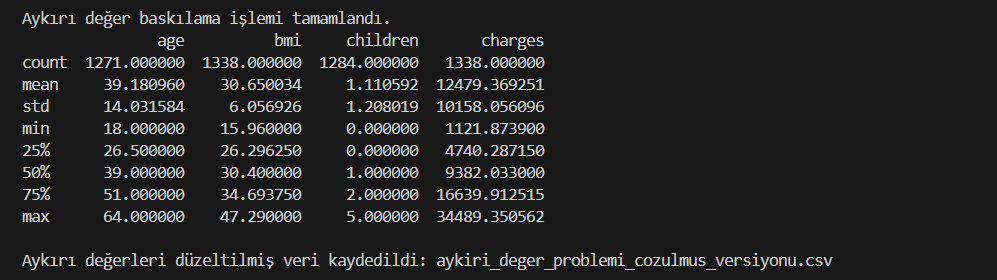 Aykırı değer baskılama işlemi tamamlandı.
age bmi children charges
count 1271.000000 1338.000000 1284.000000 1338.000000
mean 39.180960 30.650034 1.110592 12479.369251
std 14.031584 6.056926 1.208019 10158.056096
min 18.000000 15.960000 0.000000 1121.873900
25% 26.500000 26.296250 0.000000 4740.287150
50% 39.000000 30.400000 1.000000 9382.033000
75% 51.000000 34.693750 2.000000 16639.912515
max 64.000000 47.290000 5.000000 34489.350562
Aykırı değerleri düzeltilmiş veri kaydedildi: aykiri_deger_problemi_cozulmus_versiyonu.csv